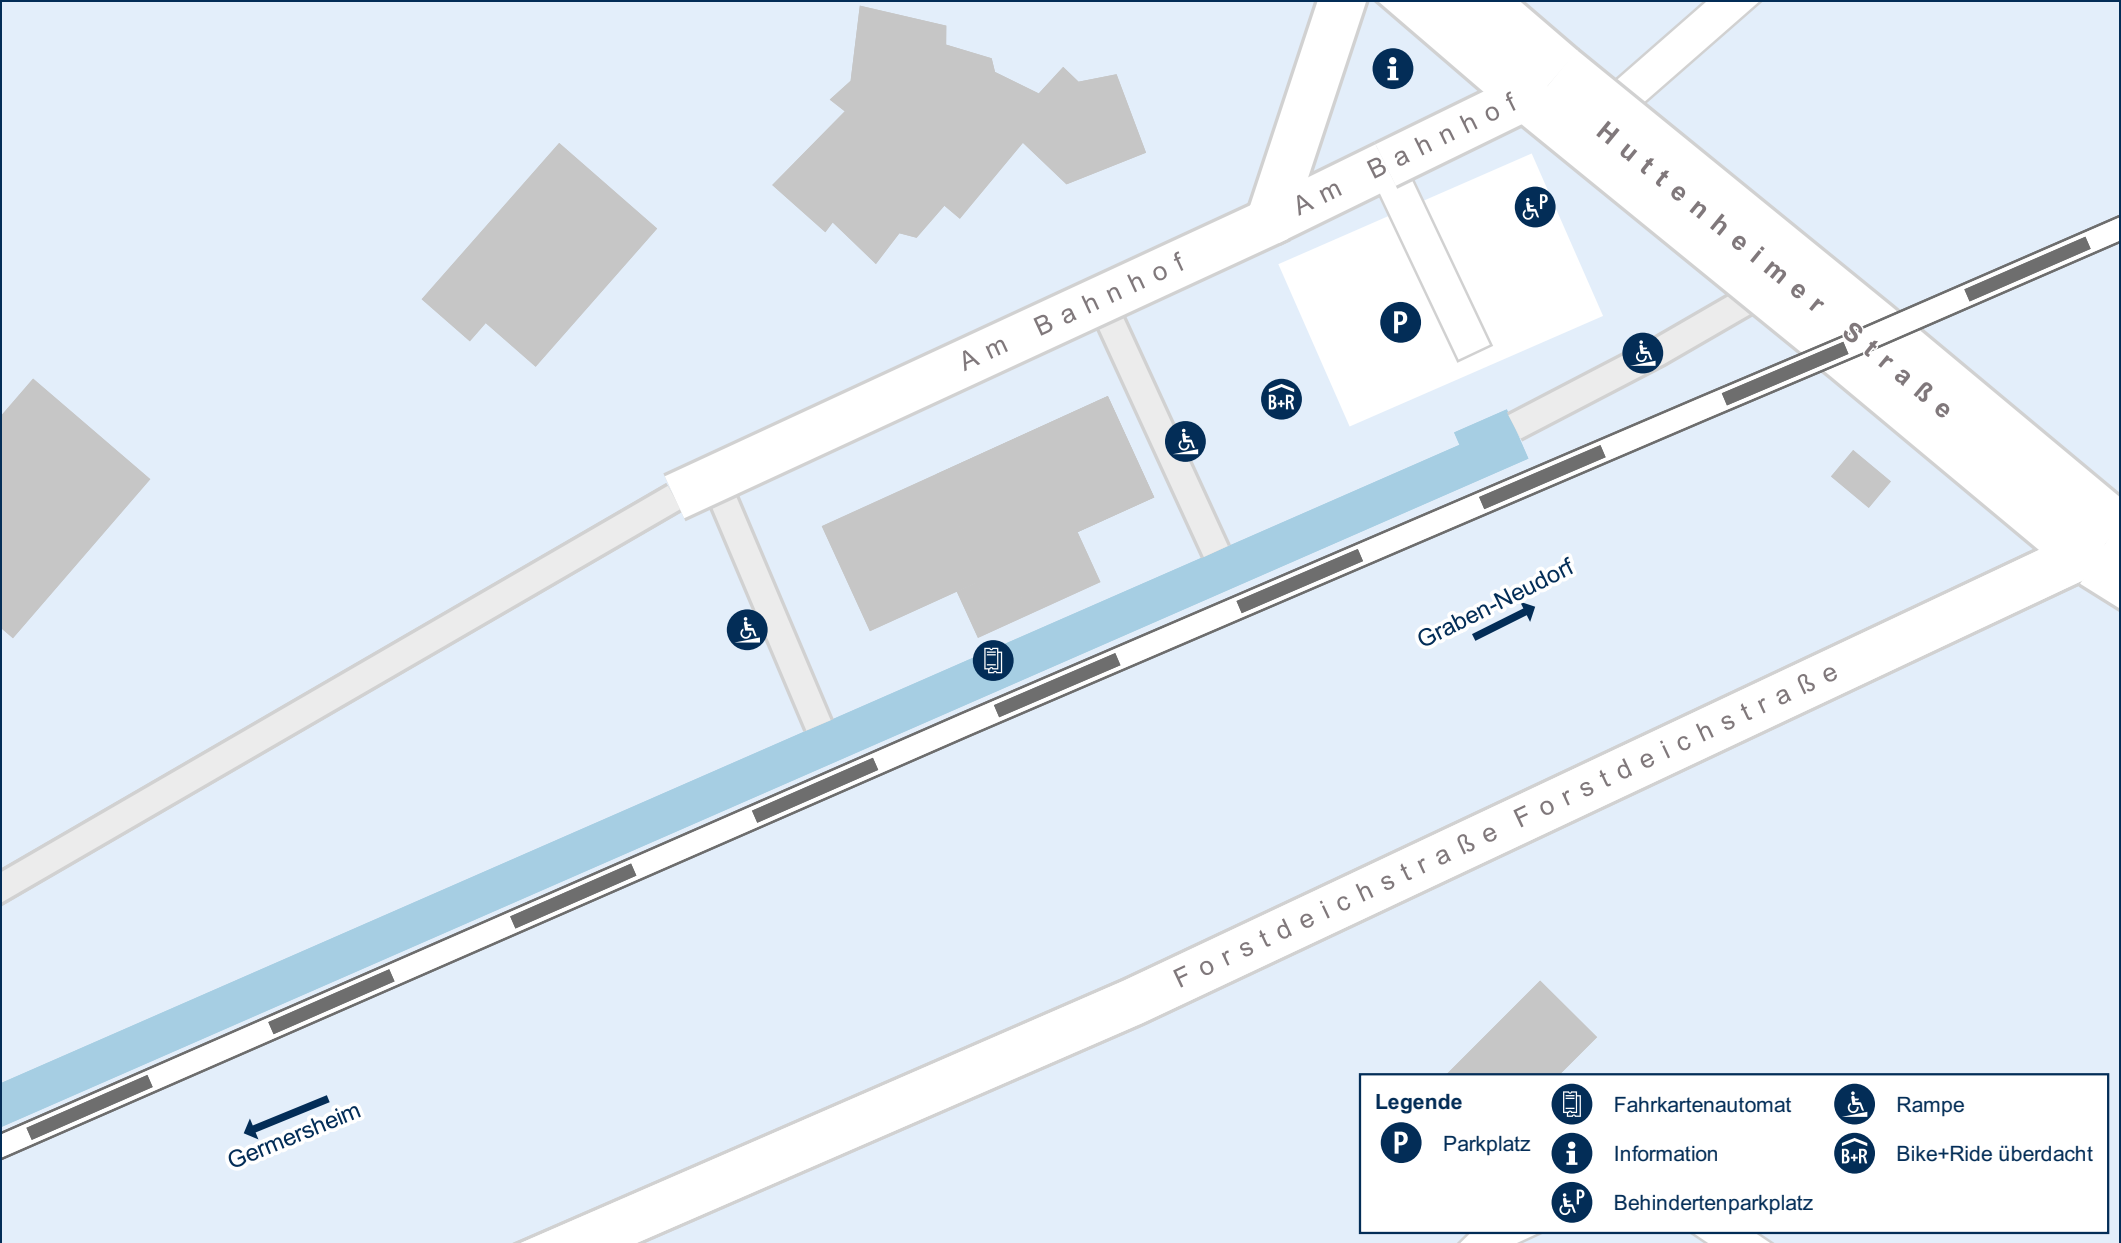 Am Bahnhof
Am Bahnhof
Huttenheimer Straße
P
P
B+R
Graben-Neudorf
Forstdeichstraße Forstdeichstraße
Germersheim
Legende
P Parkplatz
Fahrkartenautomat
Information
P Behindertenparkplatz
Rampe
B+R Bike+Ride überdacht